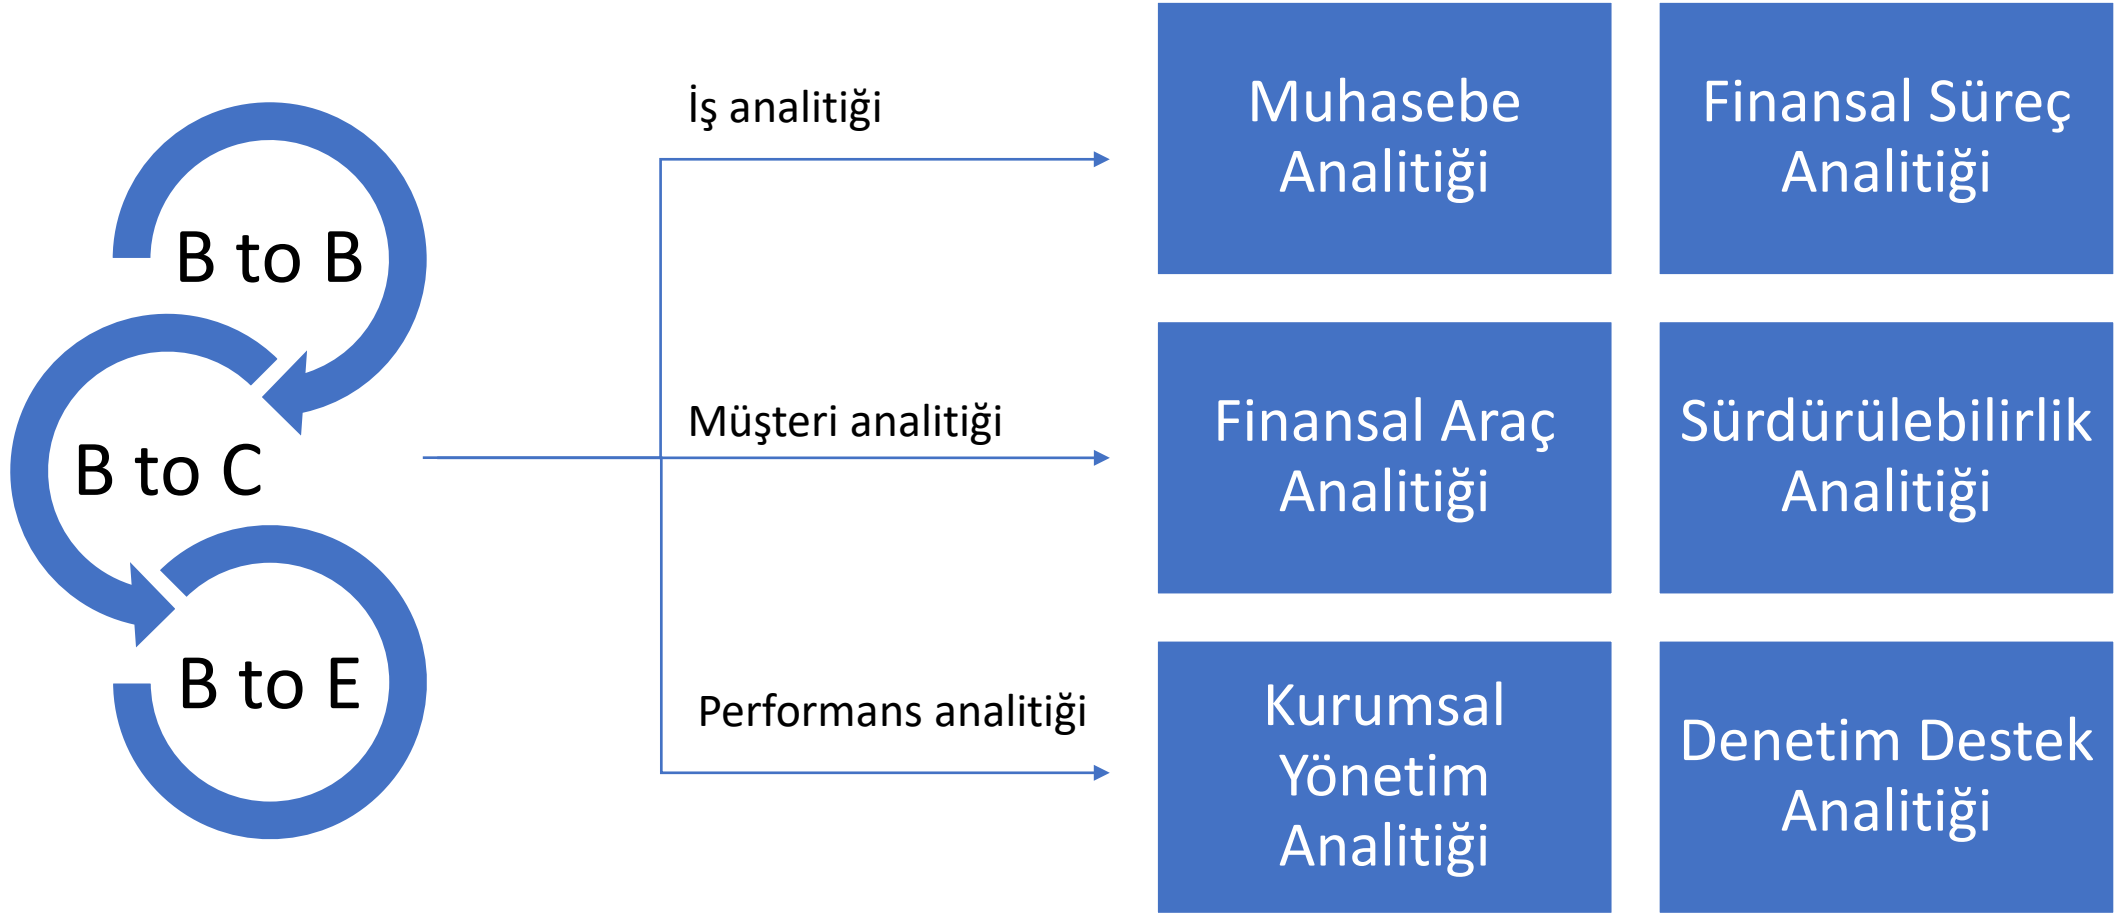 B to B
B to C
B to E
İş analitiği
Müşteri analitiği
Performans analitiği
Muhasebe
Analitiği
Finansal Süreç
Analitiği
Finansal Araç
Analitiği
Sürdürülebilirlik
Analitiği
Kurumsal
Yönetim
Analitiği
Denetim Destek
Analitiği